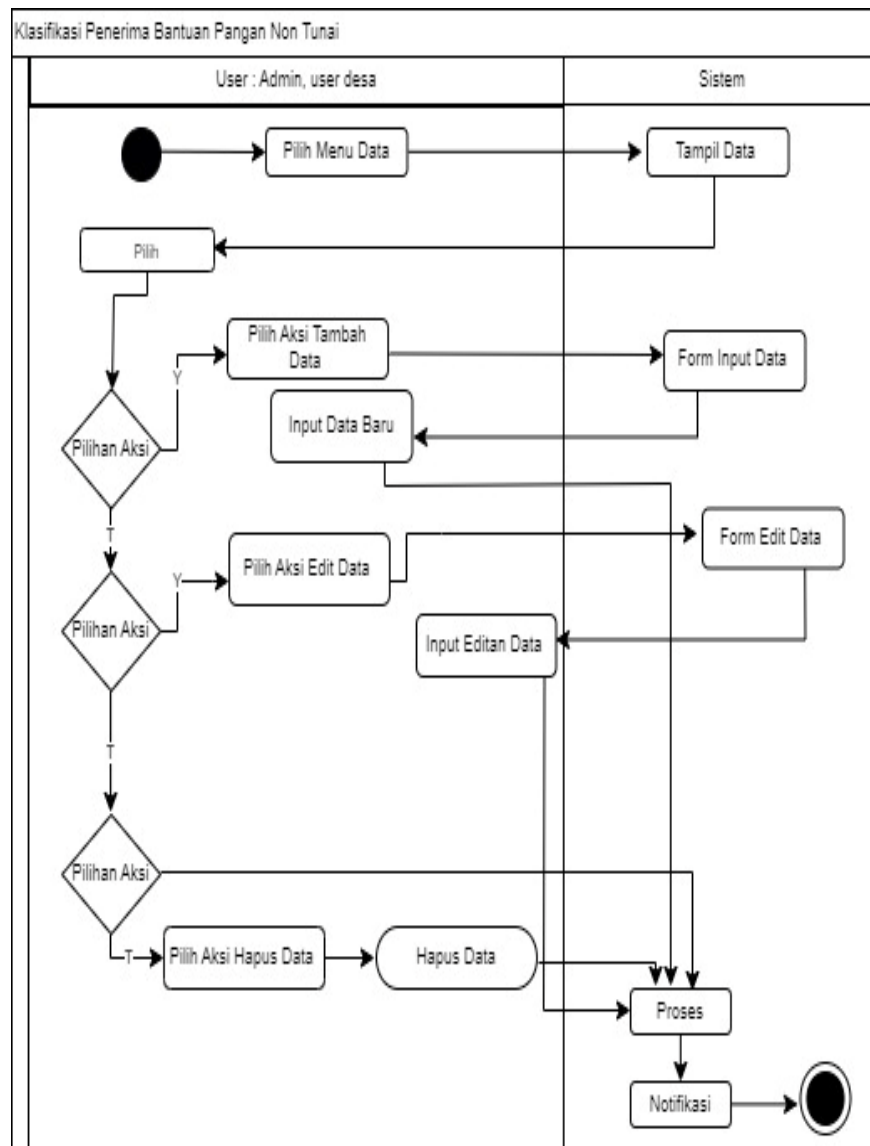 Klasifikasi Penerima Bantuan Pangan Non Tunai
User : Admin, user desa
Sistem
Pilih Menu Data
Tampil Data
Pilih
Pilih Aksi Tambah
Data
Form Input Data
Y
Input Data Baru
Pilihan Aksi
T
Pilih Aksi Edit Data
Form Edit Data
Y
Pilihan Aksi
Input Editan Data
T
Pilihan Aksi
T
Pilih Aksi Hapus Data
Hapus Data
Proses
Notifikasi